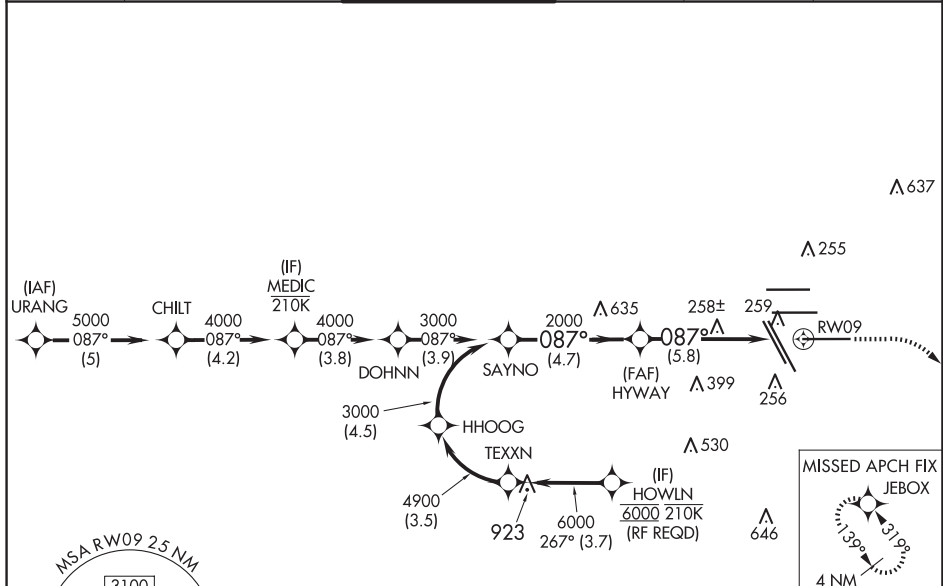 637
255
(IAF)
URANG
5000
087°
(5)
CHILT
4000
087°
(4.2)
(IF)
MEDIC
210K
4000
087°
(3.8)
DOHNN
3000
087°
(3.9)
SAYNO
2000
087°
(4.7)
635
(FAF)
HYWAY
087°
(5.8)
258±
259
RW09
399
256
3000
(4.5)
HHOOG
TEXXN
530
4900
(3.5)
923
6000
267° (3.7)
(IF)
HOWLN
6000 210K
(RF REQD)
646
MISSED APCH FIX
JEBOX
139°
319°
4 NM
MSA RW09 25 NM
3100